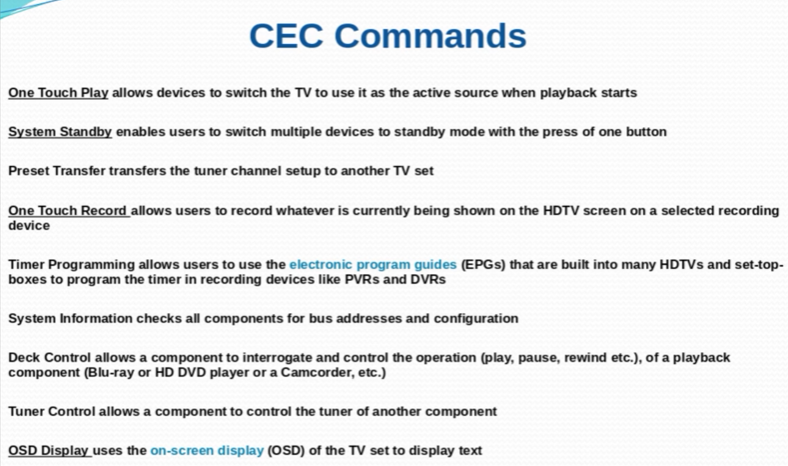 CEC Commands
One Touch Play allows devices to switch the TV to use it as the active source when playback starts
System Standby enables users to switch multiple devices to standby mode with the press of one button
Preset Transfer transfers the tuner channel setup to another TV set
One Touch Record allows users to record whatever is currently being shown on the HDTV screen on a selected recording
device
Timer Programming allows users to use the electronic program guides (EPGs) that are built into many HDTVs and set-top-
boxes to program the timer in recording devices like PVRs and DVRs
System Information checks all components for bus addresses and configuration
Deck Control allows a component to interrogate and control the operation (play, pause, rewind etc.), of a playback
component (Blu-ray or HD DVD player or a Camcorder, etc.)
Tuner Control allows a component to control the tuner of another component
OSD Display uses the on-screen display (OSD) of the TV set to display text